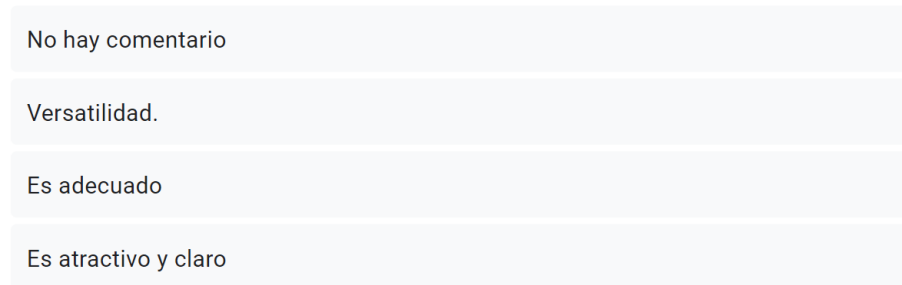 No hay comentario
Versatilidad.
Es adecuado
Es atractivo y claro